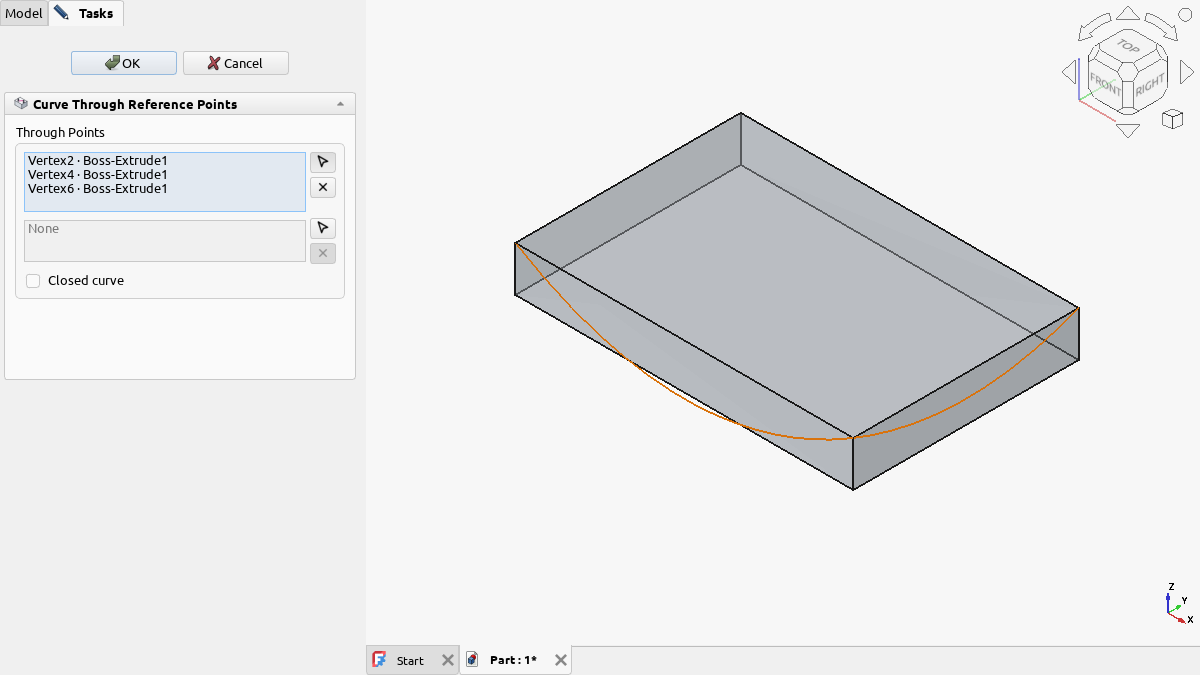 Model
Tasks
OK
Cancel
Curve Through Reference Points
Through Points
Vertex2 · Boss-Extrude1
Vertex4 · Boss-Extrude1
Vertex6 · Boss-Extrude1
None
Closed curve
TOP
FRONT
RIGHT
Z
Y
X
Start
Part : 1*